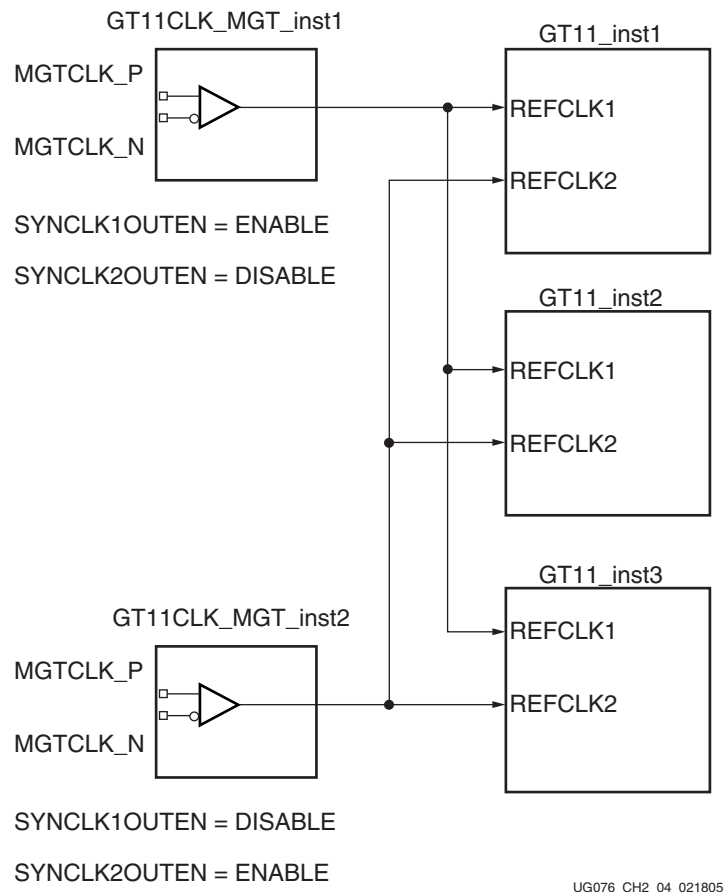 GT11CLK_MGT_inst1
MGTCLK_P
MGTCLK_N
SYNCLK1OUTEN = ENABLE
SYNCLK2OUTEN = DISABLE
GT11_inst1
REFCLK1
REFCLK2
GT11_inst2
REFCLK1
REFCLK2
GT11_inst3
REFCLK1
REFCLK2
GT11CLK_MGT_inst2
MGTCLK_P
MGTCLK_N
SYNCLK1OUTEN = DISABLE
SYNCLK2OUTEN = ENABLE
UG076_CH2_04_021805